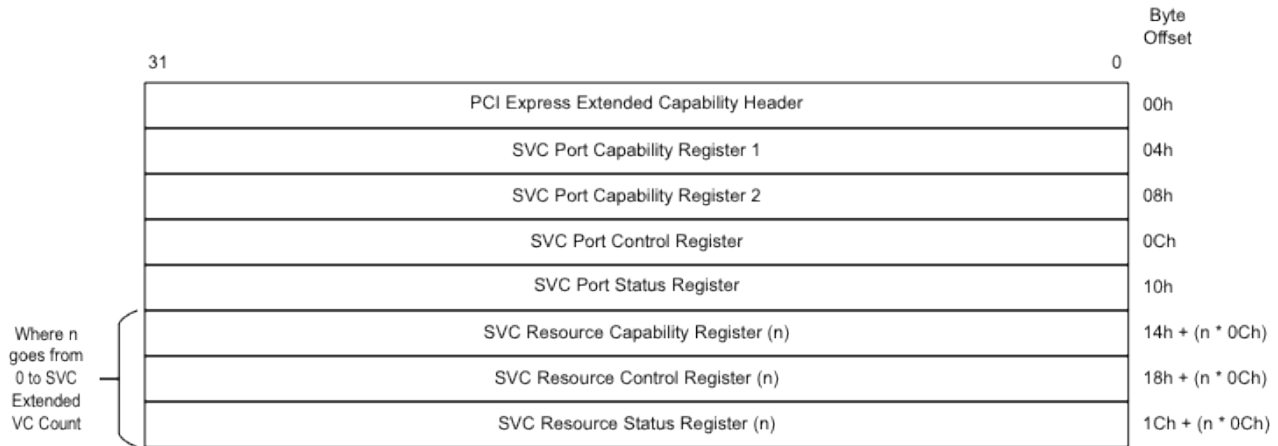 Byte
Offset
31 0
PCI Express Extended Capability Header 00h
SVC Port Capability Register 1 04h
SVC Port Capability Register 2 08h
SVC Port Control Register 0Ch
SVC Port Status Register 10h
Where n
goes from
0 to SVC
Extended
VC Count
SVC Resource Capability Register (n) 14h + (n * 0Ch)
SVC Resource Control Register (n) 18h + (n * 0Ch)
SVC Resource Status Register (n) 1Ch + (n * 0Ch)